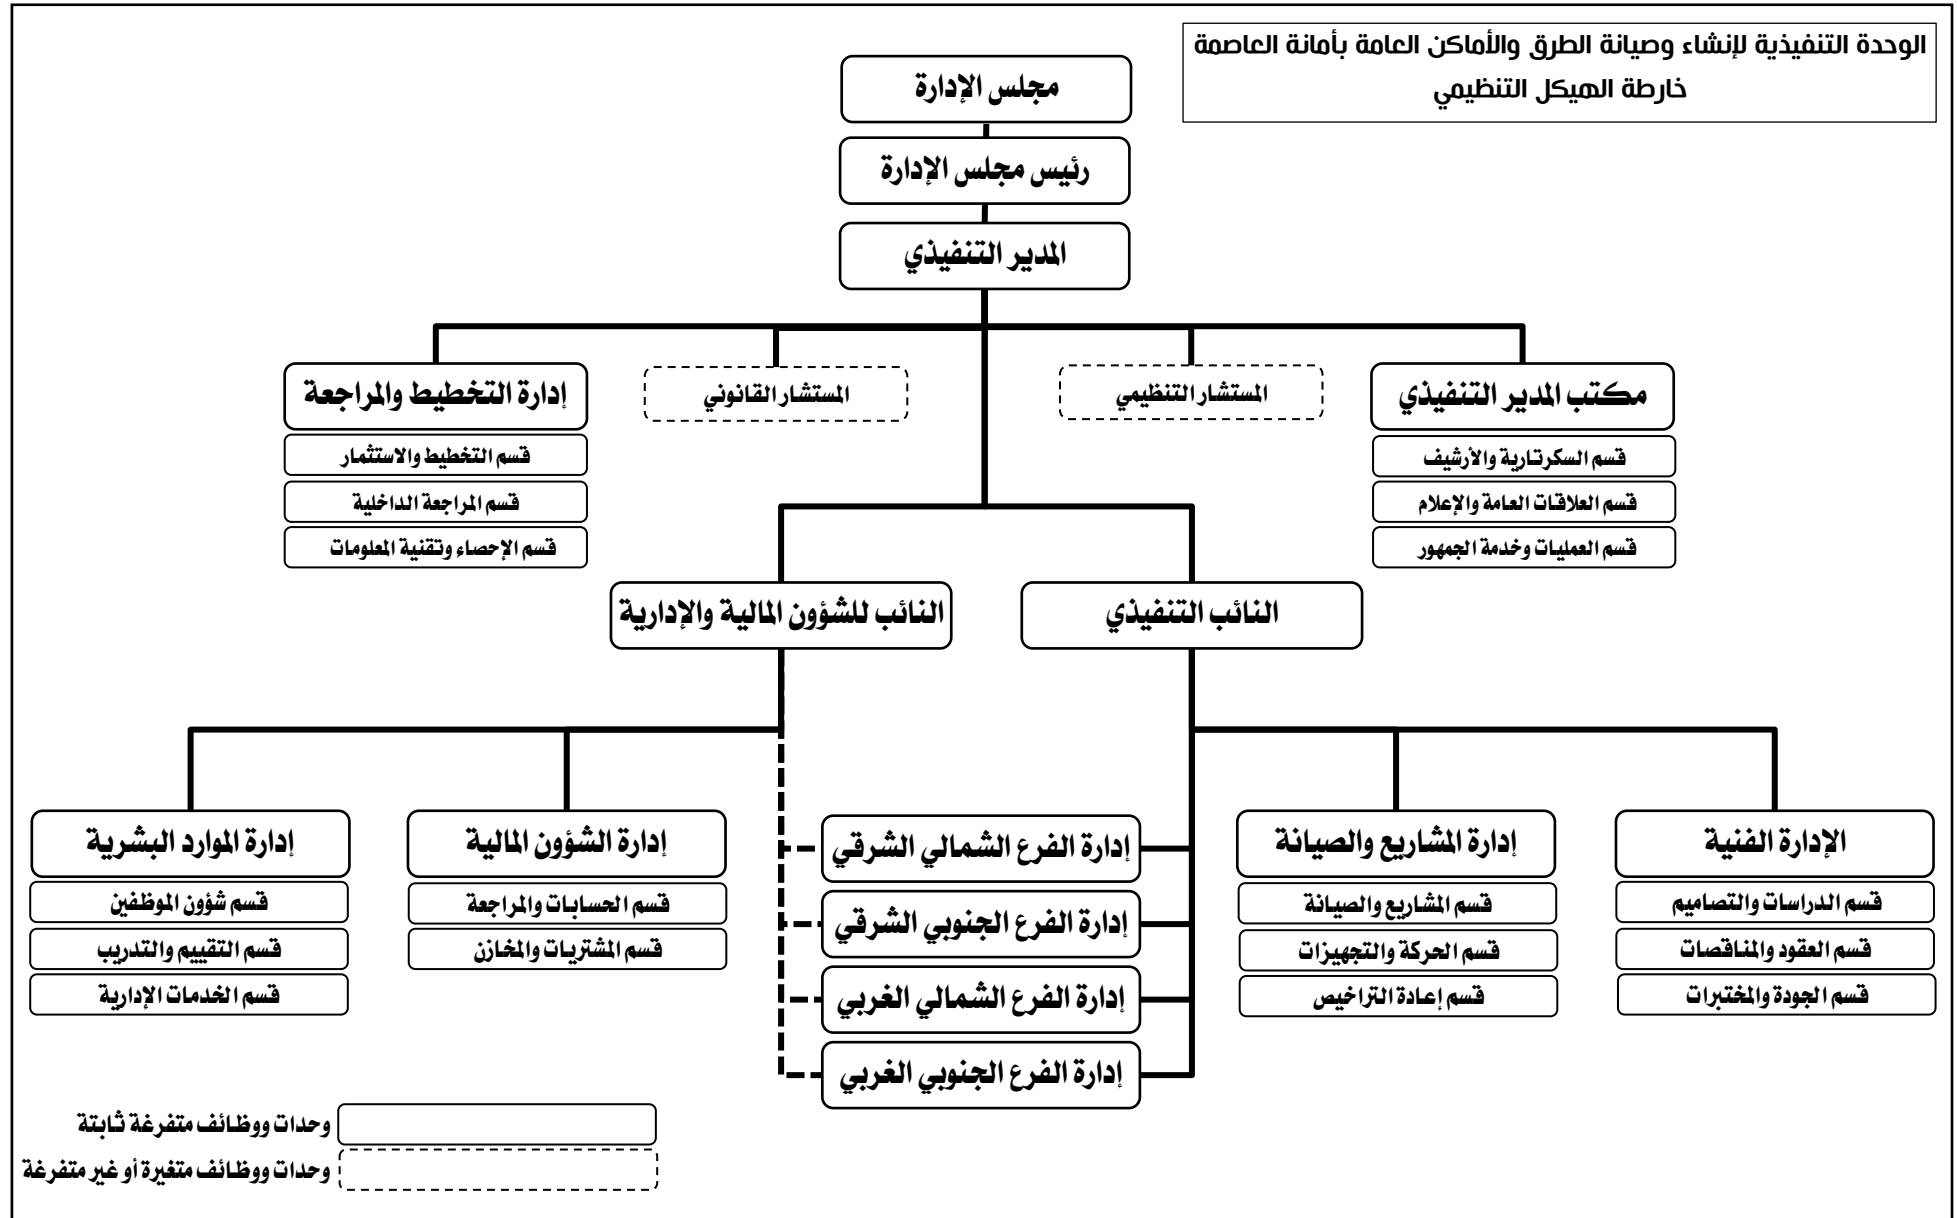 الوحدة التنفيذية لإنشاء وصيانة الطرق والأماكن العامة بأمانة العاصمة
خارطة الهيكل التنظيمي
مجلس الإدارة
رئيس مجلس الإدارة
المدير التنفيذي
مكتب المدير التنفيذي
قسم السكرتارية والأرشيف
قسم العلاقات العامة والإعلام
قسم العمليات وخدمة الجمهور
المستشار التنظيمي
المستشار القانوني
إدارة التخطيط والمراجعة
قسم التخطيط والاستثمار
قسم المراجعة الداخلية
قسم الإحصاء وتقنية المعلومات
النائب التنفيذي
النائب للشؤون المالية والإدارية
الإدارة الفنية
قسم الدراسات والتصاميم
قسم العقود والمناقصات
قسم الجودة والمختبرات
إدارة المشاريع والصيانة
قسم المشاريع والصيانة
قسم الحركة والتجهيزات
قسم إعادة التراخيص
إدارة الفرع الشمالي الشرقي
إدارة الفرع الجنوبي الشرقي
إدارة الفرع الشمالي الغربي
إدارة الفرع الجنوبي الغربي
إدارة الشؤون المالية
قسم الحسابات والمراجعة
قسم المشتريات والمخازن
إدارة الموارد البشرية
قسم شؤون الموظفين
قسم التقييم والتدريب
قسم الخدمات الإدارية
وحدات ووظائف متفرغة ثابتة
وحدات ووظائف متغيرة أو غير متفرغة